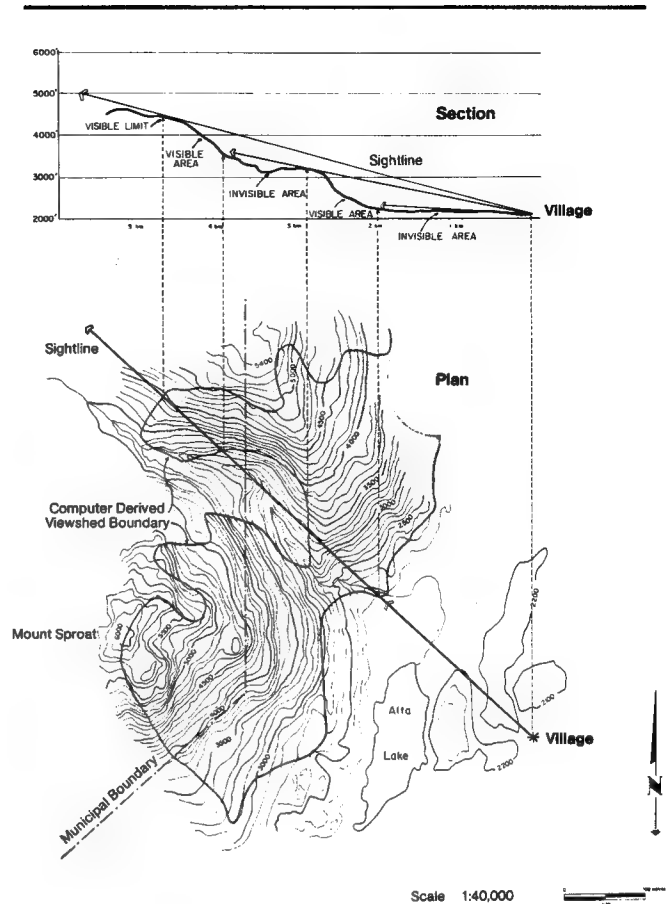 6000'
5000'
Section
VISIBLE LIMIT
4000'
VISIBLE
AREA
Sightline
3000'
INVISIBLE AREA
VISIBLE AREA
Village
2000'
INVISIBLE AREA
5 km
4 km
3 km
2 km
1 km
Sightline
Plan
5400
5000
4500
4000
3500
3000
2500
Computer Derived
Viewshed Boundary
2200
Mount Sproat
6000
5500
5000
4500
4000
3500
3000
2100
Alta
Lake
Village
2200
Municipal Boundary
N
Scale 1:40,000